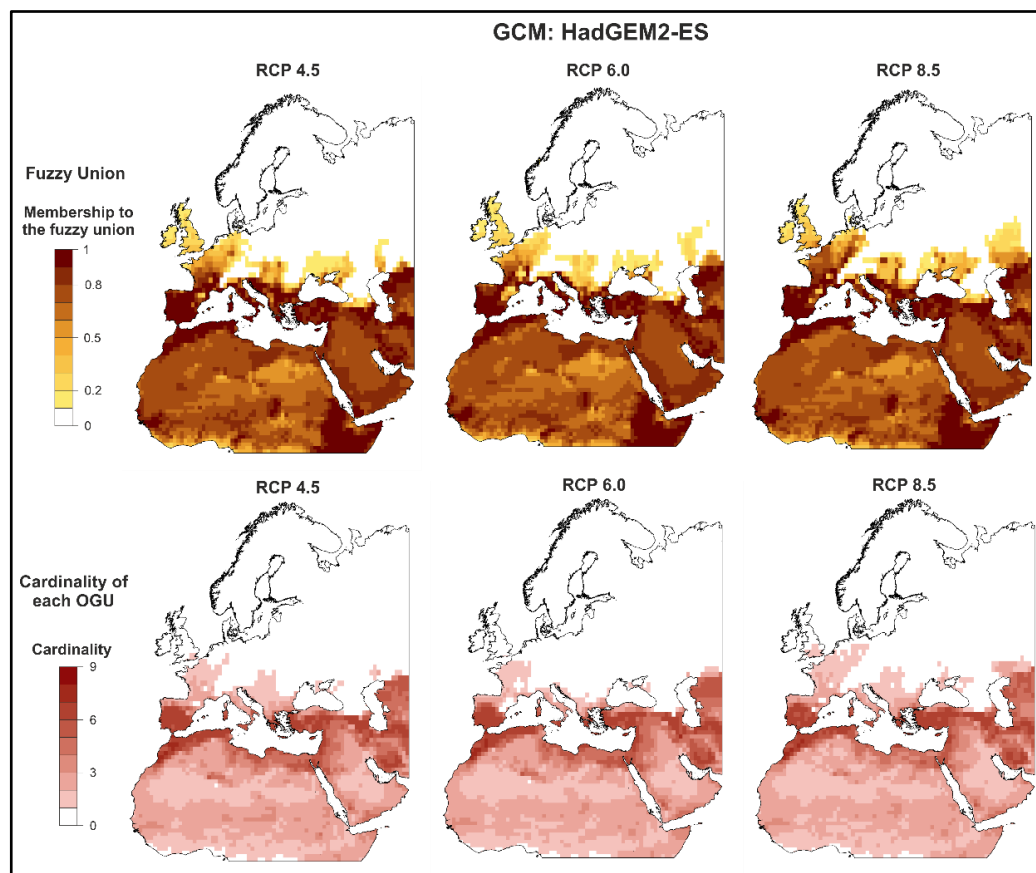 GCM: HadGEM2-ES
RCP 4.5
RCP 6.0
RCP 8.5
Fuzzy Union
Membership to
the fuzzy union
1
0.8
0.5
0.2
0
RCP 4.5
RCP 6.0
RCP 8.5
Cardinality of
each OGU
Cardinality
9
6
3
0